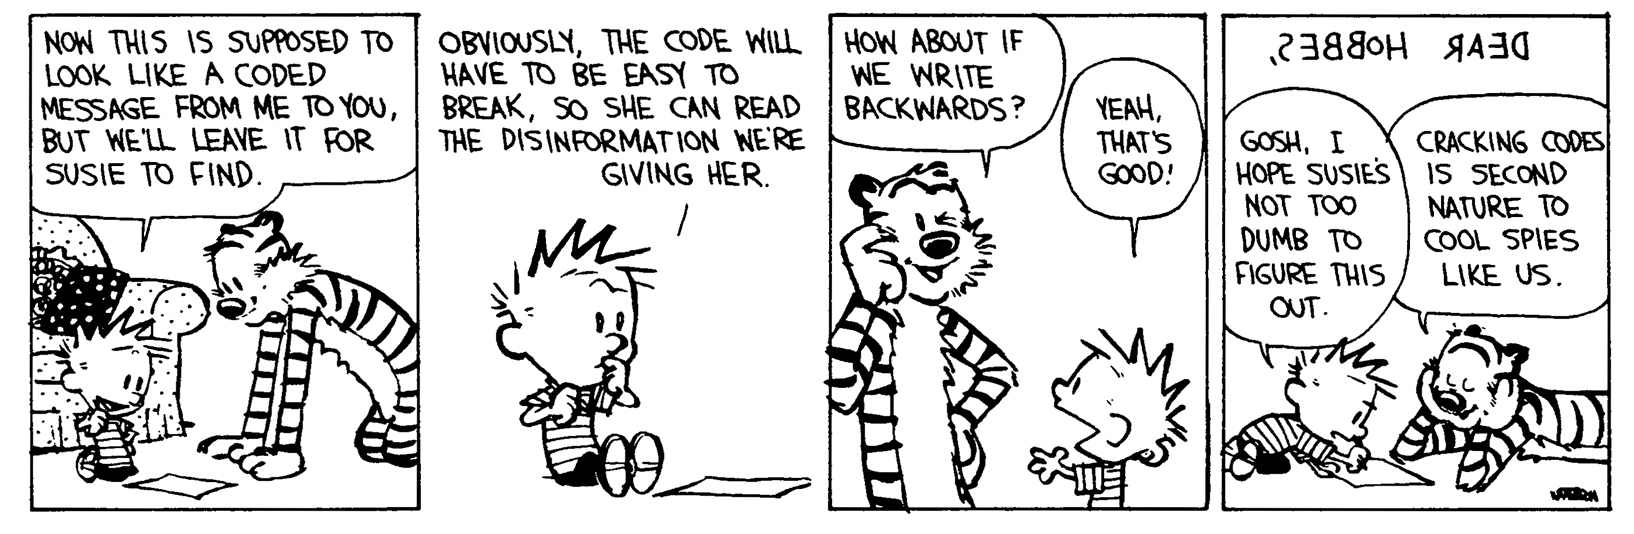 NOW THIS IS SUPPOSED TO
LOOK LIKE A CODED
MESSAGE FROM ME TO YOU,
BUT WE'LL LEAVE IT FOR
SUSIE TO FIND.
OBVIOUSLY, THE CODE WILL
HAVE TO BE EASY TO
BREAK, SO SHE CAN READ
THE DISINFORMATION WE'RE
GIVING HER.
HOW ABOUT IF
WE WRITE
BACKWARDS?
YEAH,
THAT'S
GOOD!
DEAR HOBBES,
GOSH, I
HOPE SUSIE'S
NOT TOO
DUMB TO
FIGURE THIS
OUT.
CRACKING CODES
IS SECOND
NATURE TO
COOL SPIES
LIKE US.